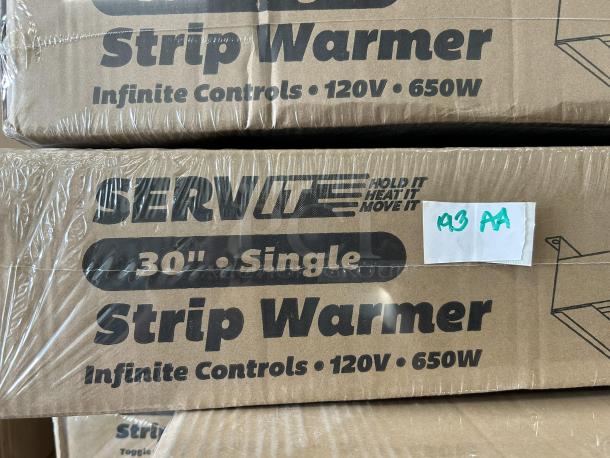 Strip Warmer
Infinite Controls • 120V • 650W
SERVIT HOLD IT
HEAT IT
MOVE IT
30" • Single
193 AA
Strip Warmer
Infinite Controls • 120V • 650W
Strip
Toggle